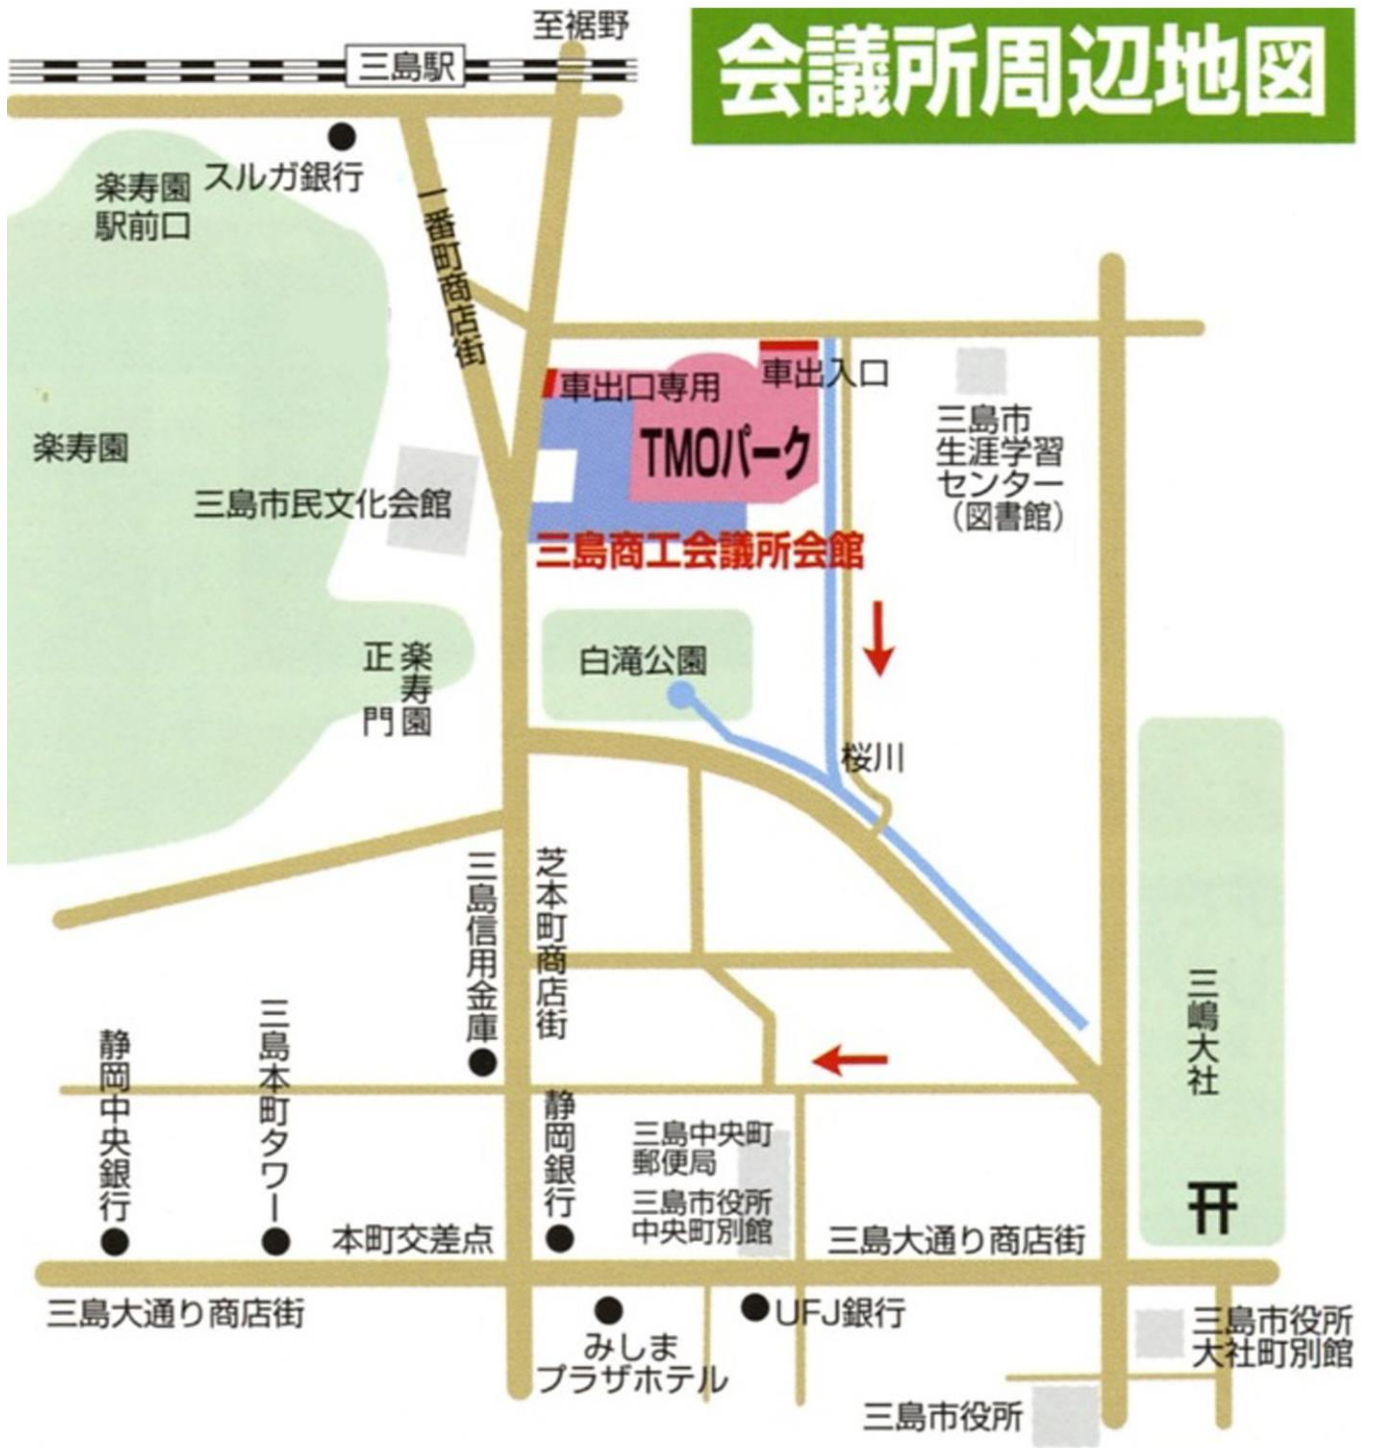 至裾野
会議所周辺地図
三島駅
スルガ銀行
楽寿園
駅前口
一番町商店街
車出口専用
車出入口
TMOパーク
三島市
生涯学習
センター
（図書館）
楽寿園
三島市民文化会館
三島商工会議所会館
白滝公園
楽寿園
正門
桜川
三島信用金庫
芝本町商店街
三嶋大社
静岡中央銀行
三島本町タワー
静岡銀行
三島中央町
郵便局
三島市役所
中央町別館
本町交差点
三島大通り商店街
三島大通り商店街
UFJ銀行
みしま
プラザホテル
三島市役所
大社町別館
三島市役所